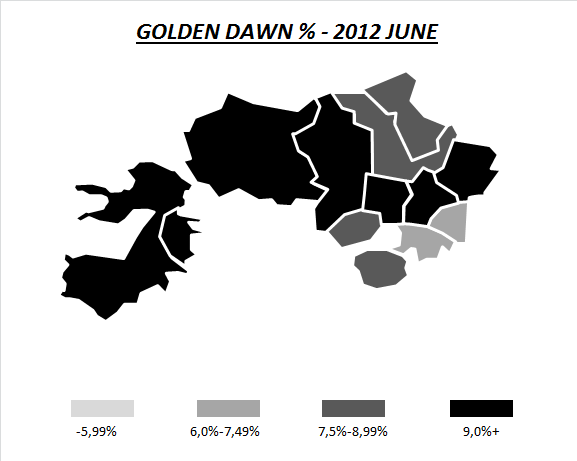 GOLDEN DAWN % - 2012 JUNE
-5,99%
6,0%-7,49%
7,5%-8,99%
9,0%+